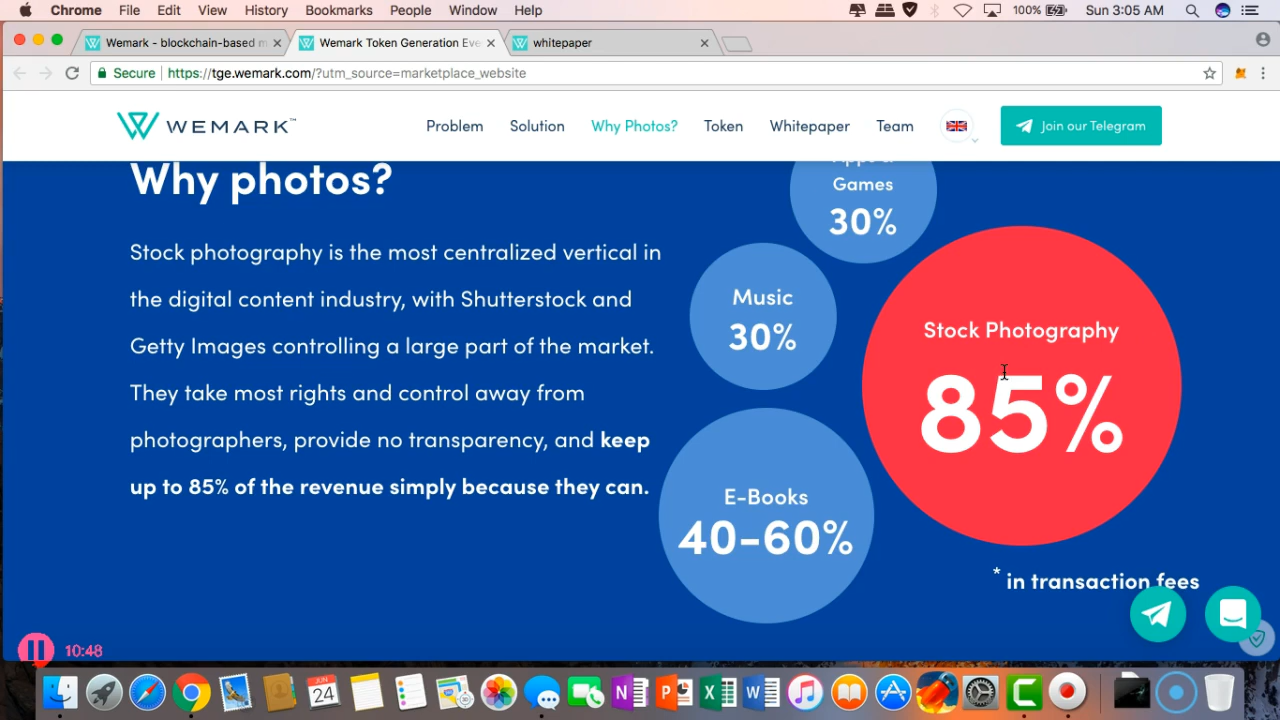 Chrome File Edit View History Bookmarks People Window Help 100% Sun 3:05 AM
Wemark - blockchain-based m
Wemark Token Generation Eve
whitepaper
Secure https://tge.wemark.com/?utm_source=marketplace_website
WEMARK™ Problem Solution Why Photos? Token Whitepaper Team Join our Telegram
Why photos?
Stock photography is the most centralized vertical in
the digital content industry, with Shutterstock and
Getty Images controlling a large part of the market.
They take most rights and control away from
photographers, provide no transparency, and keep
up to 85% of the revenue simply because they can.
Apps &
Games
30%
Music
30%
Stock Photography
85%
E-Books
40-60%
* in transaction fees
10:48
JUN
24